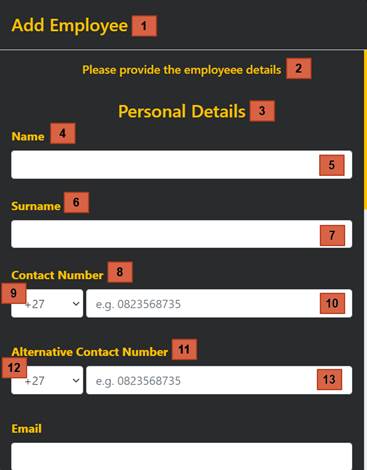 Add Employee 1
Please provide the employeee details 2
Personal Details 3
Name 4
5
Surname 6
7
Contact Number 8
9 +27 e.g. 0823568735 10
Alternative Contact Number 11
12 +27 e.g. 0823568735 13
Email